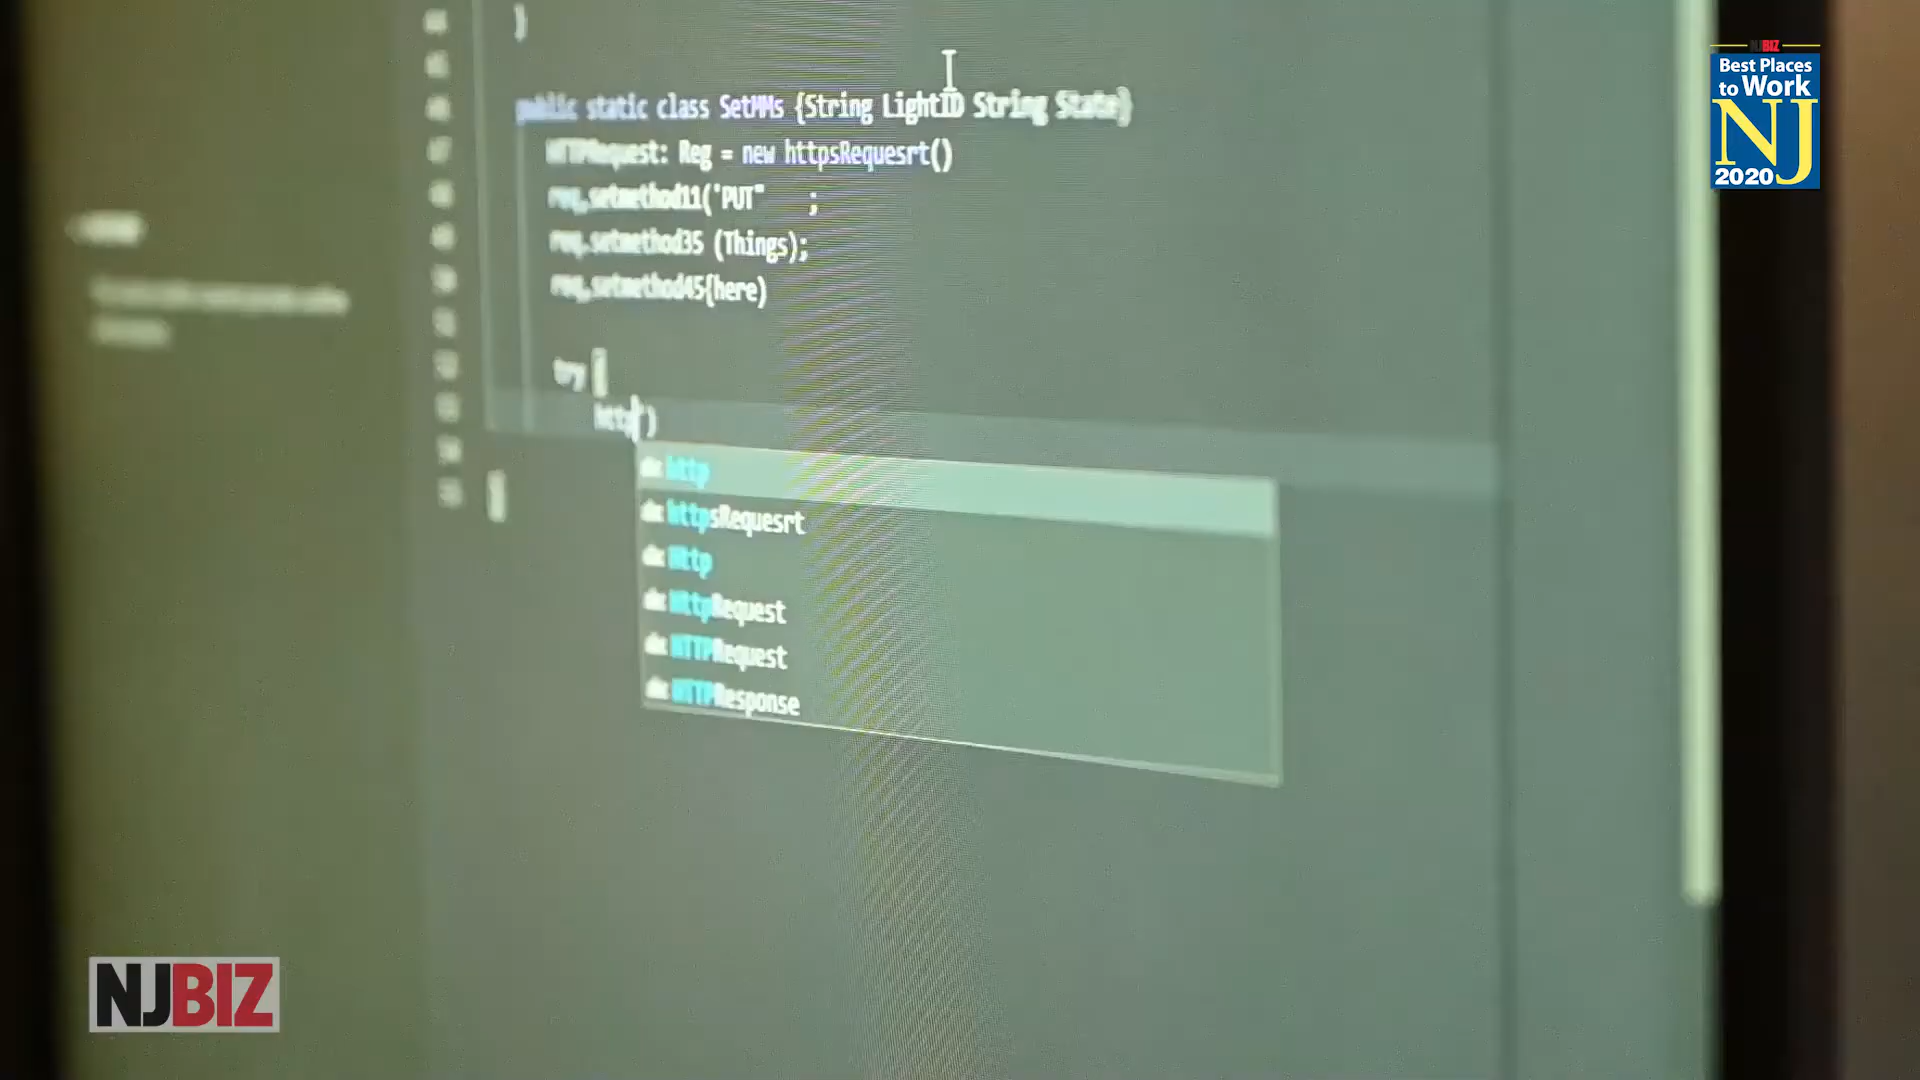 }
public static class SetMMs {String LightID String State}
HTTPRequest: Reg = new httpsRequesrt()
req.setmethod11('PUT" ;
req.setmethod35 (Things);
req.setmethod45{here)
try {
http')
http
httpsRequesrt
Http
HttpRequest
HTTPRequest
HTTPResponse
NJBIZ
Best Places
to Work
NJ
2020
NJBIZ